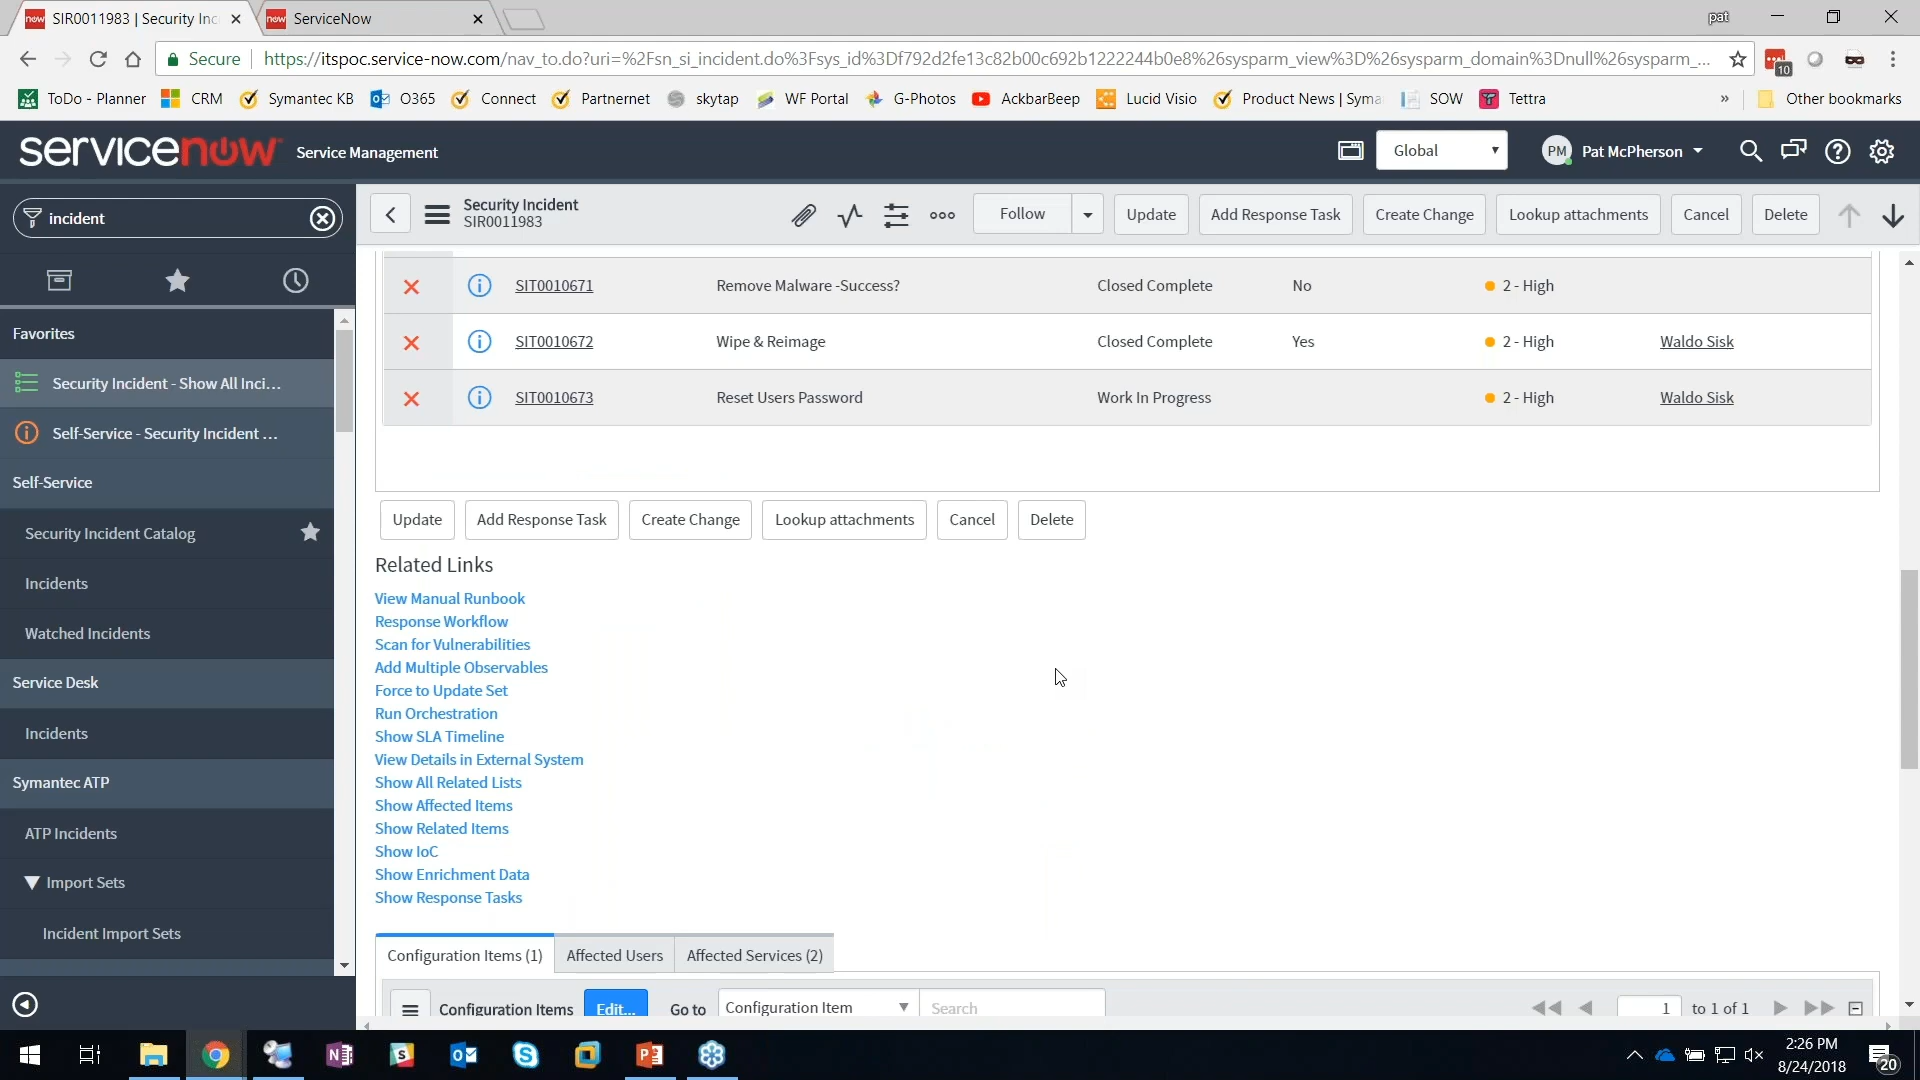 SIR0011983 | Security Inc
ServiceNow
pat
Secure
https://itspoc.service-now.com/nav_to.do?uri=%2Fsn_si_incident.do%3Fsys_id%3Df792d2fe13c82b00c692b1222244b0e8%26sysparm_view%3D%26sysparm_domain%3Dnull%26sysparm_...
10
ToDo - Planner
CRM
Symantec KB
O365
Connect
Partnernet
skytap
WF Portal
G-Photos
AckbarBeep
Lucid Visio
Product News | Syma
SOW
Tettra
»
Other bookmarks
servicenow
Service Management
Global
PM
Pat McPherson
incident
Security Incident
SIR0011983
Follow
Update
Add Response Task
Create Change
Lookup attachments
Cancel
Delete
Favorites
Security Incident - Show All Inci...
Self-Service - Security Incident ...
Self-Service
Security Incident Catalog
Incidents
Watched Incidents
Service Desk
Incidents
Symantec ATP
ATP Incidents
Import Sets
Incident Import Sets
SIT0010671 Remove Malware -Success? Closed Complete No 2 - High
SIT0010672 Wipe & Reimage Closed Complete Yes 2 - High Waldo Sisk
SIT0010673 Reset Users Password Work In Progress 2 - High Waldo Sisk
Update
Add Response Task
Create Change
Lookup attachments
Cancel
Delete
Related Links
View Manual Runbook
Response Workflow
Scan for Vulnerabilities
Add Multiple Observables
Force to Update Set
Run Orchestration
Show SLA Timeline
View Details in External System
Show All Related Lists
Show Affected Items
Show Related Items
Show IoC
Show Enrichment Data
Show Response Tasks
Configuration Items (1)
Affected Users
Affected Services (2)
Configuration Items
Edit...
Go to
Configuration Item
Search
1 to 1 of 1
2:26 PM
8/24/2018
20